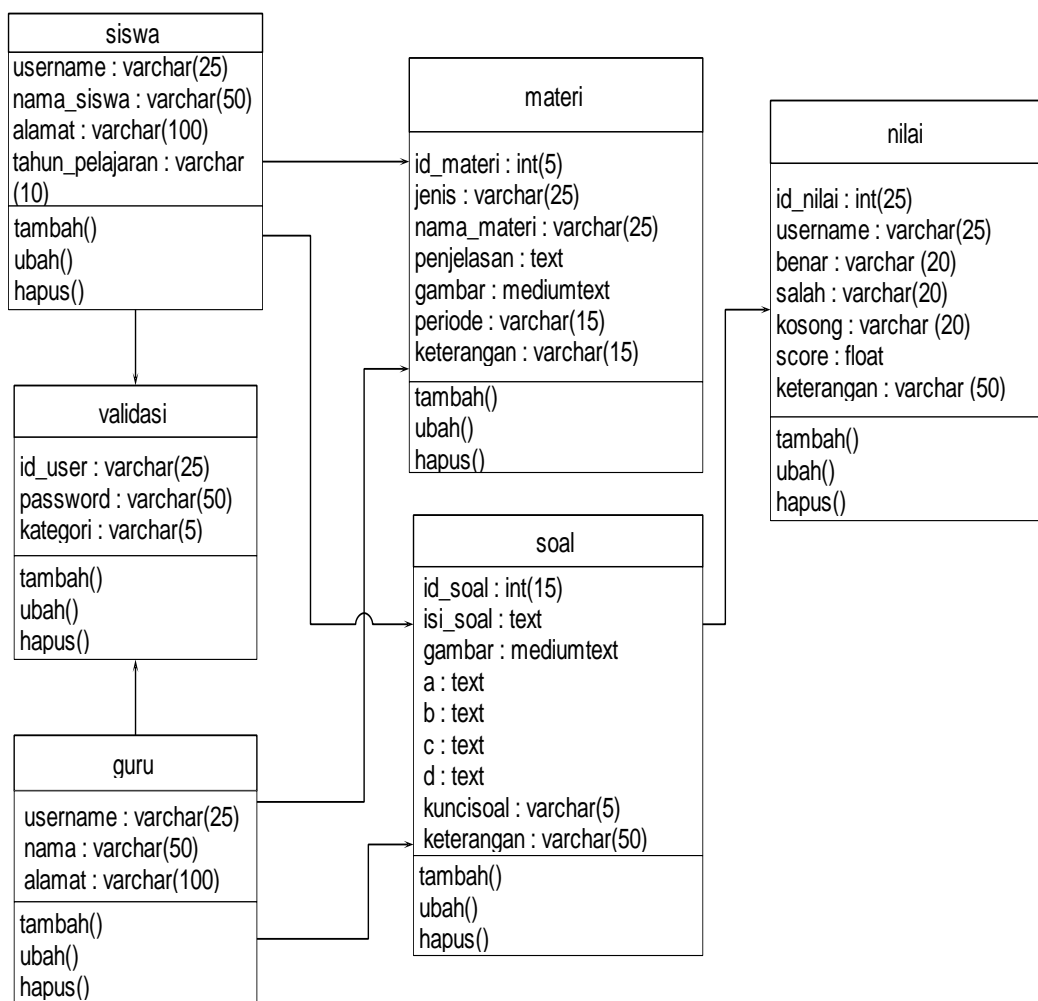 siswa
username : varchar(25)
nama_siswa : varchar(50)
alamat : varchar(100)
tahun_pelajaran : varchar
(10)
tambah()
ubah()
hapus()
validasi
id_user : varchar(25)
password : varchar(50)
kategori : varchar(5)
tambah()
ubah()
hapus()
guru
username : varchar(25)
nama : varchar(50)
alamat : varchar(100)
tambah()
ubah()
hapus()
materi
id_materi : int(5)
jenis : varchar(25)
nama_materi : varchar(25)
penjelasan : text
gambar : mediumtext
periode : varchar(15)
keterangan : varchar(15)
tambah()
ubah()
hapus()
soal
id_soal : int(15)
isi_soal : text
gambar : mediumtext
a : text
b : text
c : text
d : text
kuncisoal : varchar(5)
keterangan : varchar(50)
tambah()
ubah()
hapus()
nilai
id_nilai : int(25)
username : varchar(25)
benar : varchar (20)
salah : varchar(20)
kosong : varchar (20)
score : float
keterangan : varchar (50)
tambah()
ubah()
hapus()